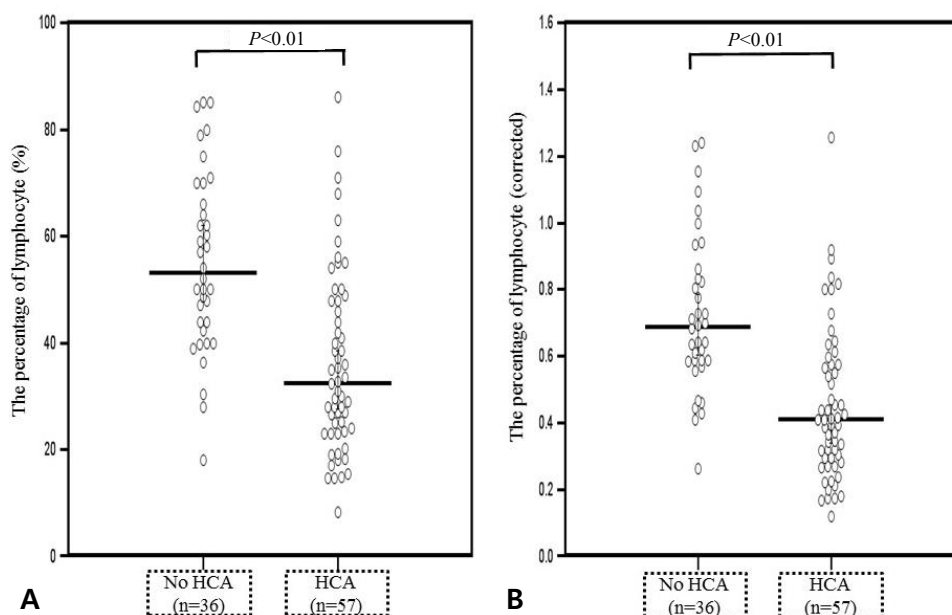 100
80
60
40
20
0
The percentage of lymphocyte (%)
P<0.01
No HCA
(n=36)
HCA
(n=57)
A
1.6
1.4
1.2
1.0
0.8
0.6
0.4
0.2
0.0
The percentage of lymphocyte (corrected)
P<0.01
No HCA
(n=36)
HCA
(n=57)
B